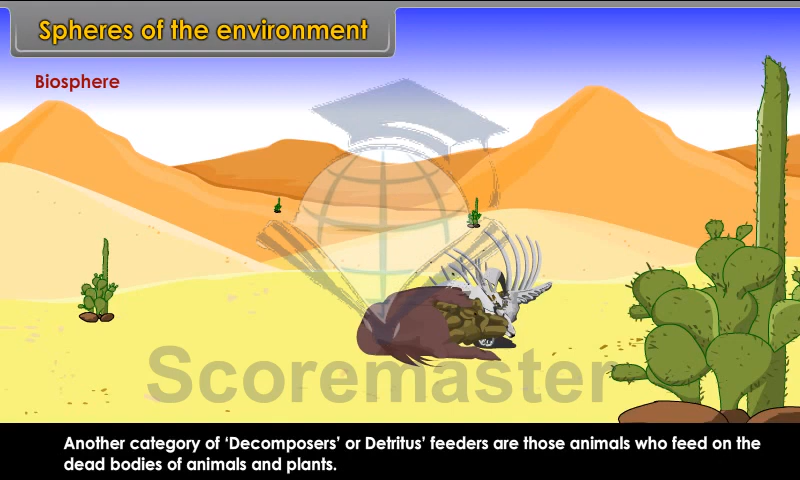 Spheres of the environment
Biosphere
Scoremaster
Another category of ‘Decomposers’ or Detritus’ feeders are those animals who feed on the
dead bodies of animals and plants.